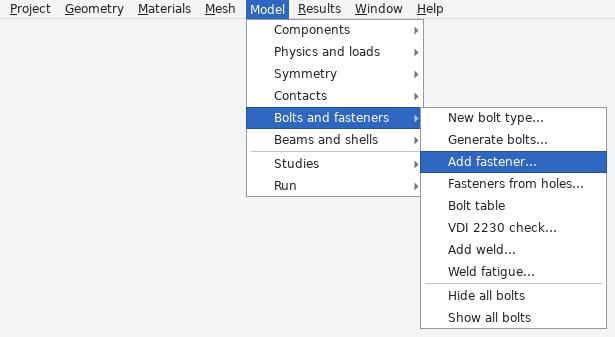 Project Geometry Materials Mesh Model Results Window Help
Components
Physics and loads
Symmetry
Contacts
Bolts and fasteners
Beams and shells
Studies
Run
New bolt type...
Generate bolts...
Add fastener...
Fasteners from holes...
Bolt table
VDI 2230 check...
Add weld...
Weld fatigue...
Hide all bolts
Show all bolts